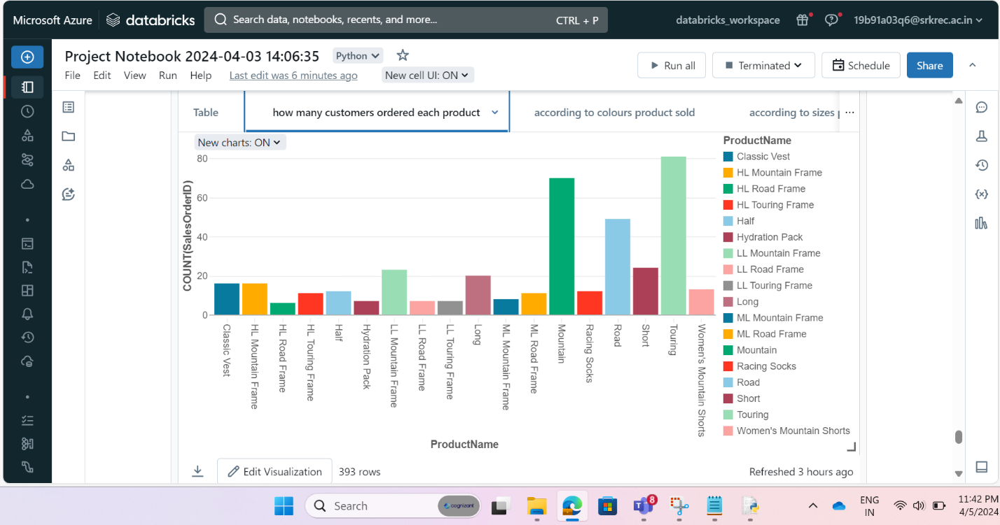 Microsoft Azure databricks Search data, notebooks, recents, and more... CTRL + P databricks_workspace 19b91a03q6@srkrec.ac.in
Project Notebook 2024-04-03 14:06:35 Python
File Edit View Run Help Last edit was 6 minutes ago New cell UI: ON
Run all Terminated Schedule Share
Table how many customers ordered each product according to colours product sold according to sizes p ...
New charts: ON
COUNT(SalesOrderID)
80
60
40
20
0
Classic Vest
HL Mountain Frame
HL Road Frame
HL Touring Frame
Half
Hydration Pack
LL Mountain Frame
LL Road Frame
LL Touring Frame
Long
ML Mountain Frame
ML Road Frame
Mountain
Racing Socks
Road
Short
Touring
Women's Mountain Shorts
ProductName
ProductName
Classic Vest
HL Mountain Frame
HL Road Frame
HL Touring Frame
Half
Hydration Pack
LL Mountain Frame
LL Road Frame
LL Touring Frame
Long
ML Mountain Frame
ML Road Frame
Mountain
Racing Socks
Road
Short
Touring
Women's Mountain Shorts
Edit Visualization 393 rows Refreshed 3 hours ago
Search cognizant 8 ENG
IN
11:42 PM
4/5/2024